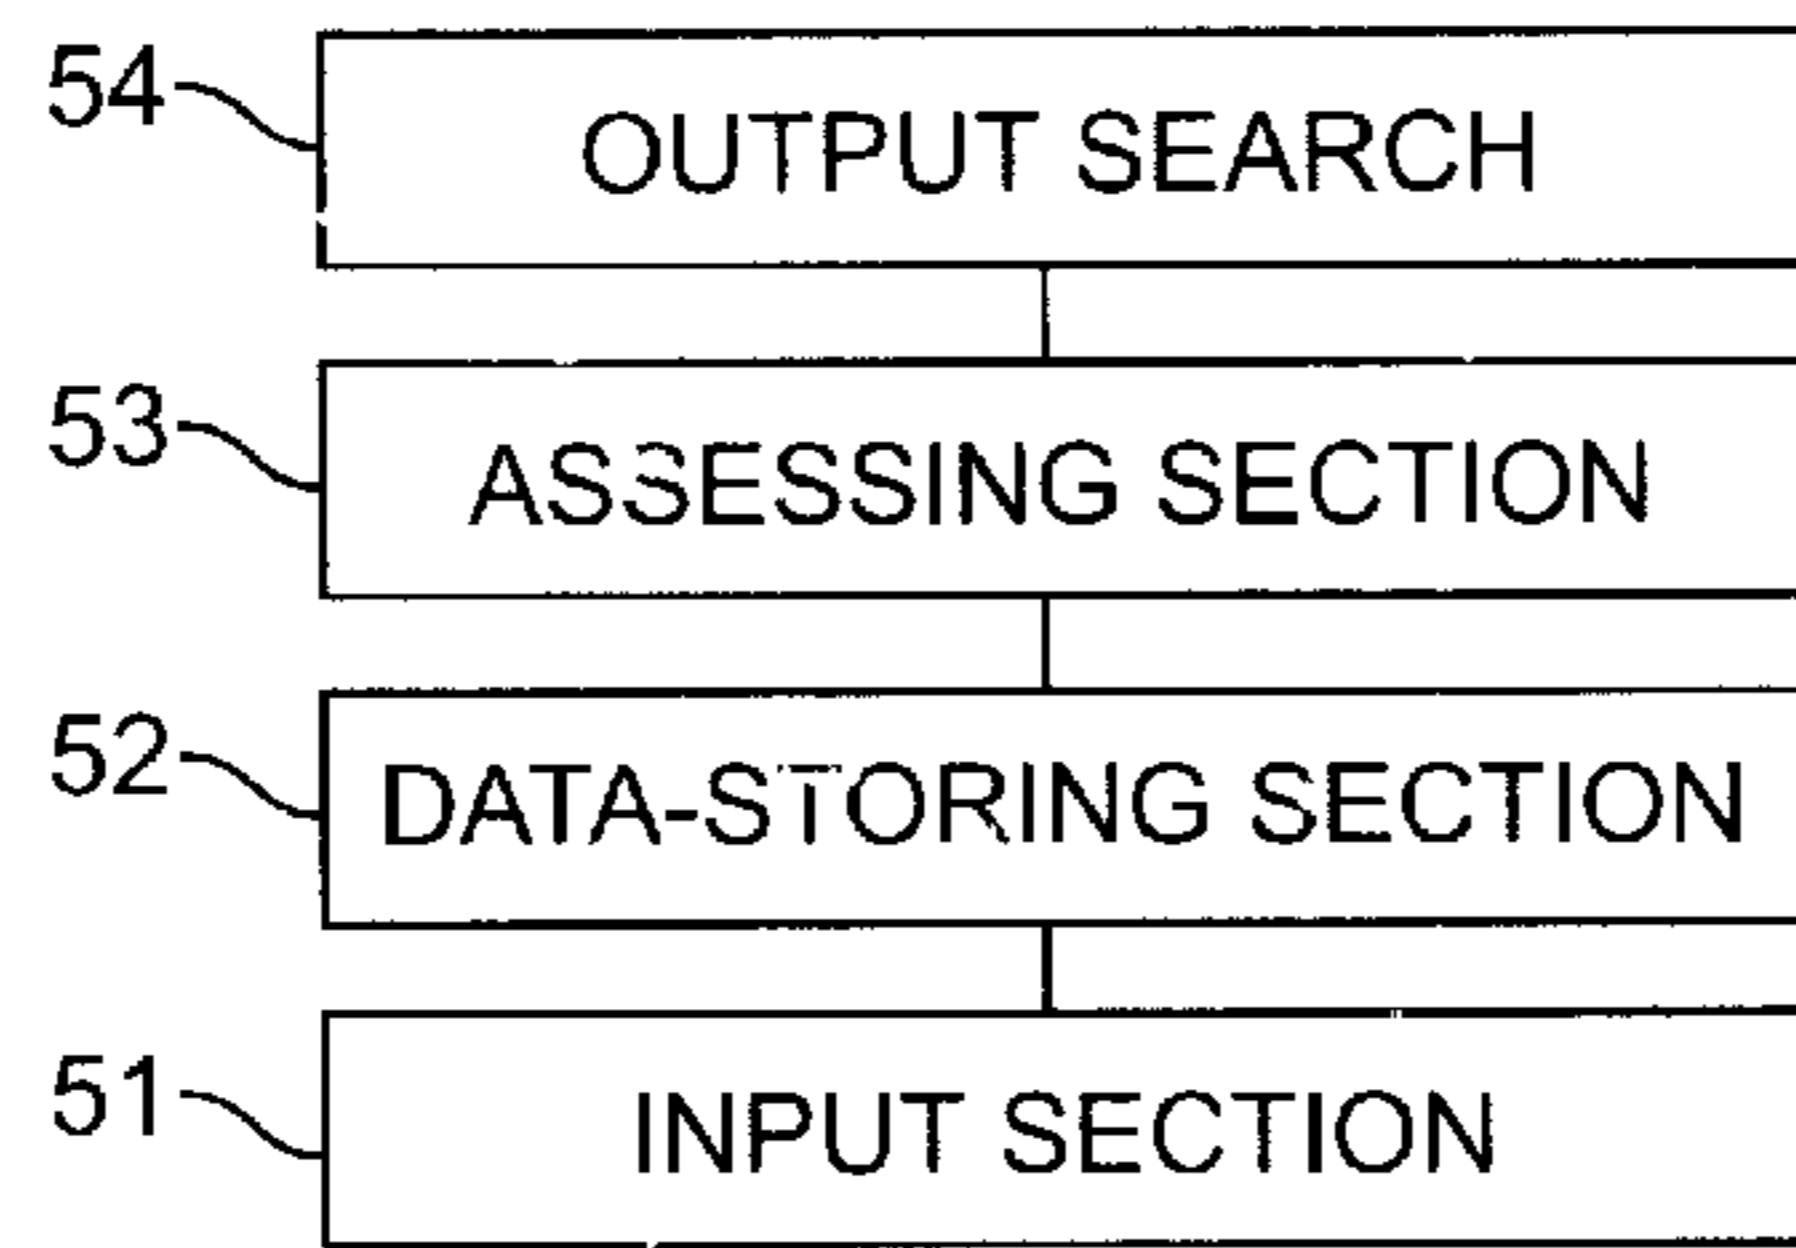 54 OUTPUT SEARCH
53 ASSESSING SECTION
52 DATA-STORING SECTION
51 INPUT SECTION